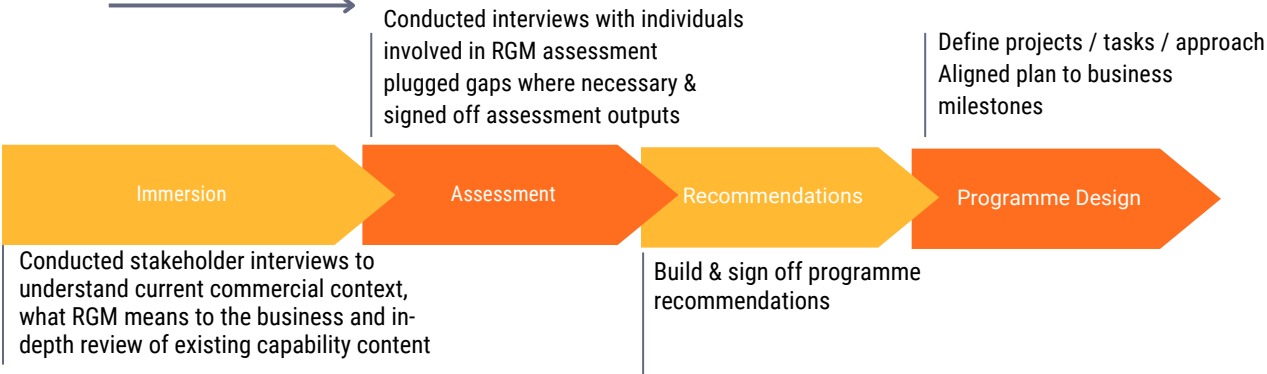 Conducted interviews with individuals
involved in RGM assessment
plugged gaps where necessary &
signed off assessment outputs
Define projects / tasks / approach
Aligned plan to business
milestones
Immersion
Assessment
Recommendations
Programme Design
Conducted stakeholder interviews to
understand current commercial context,
what RGM means to the business and in-
depth review of existing capability content
Build & sign off programme
recommendations